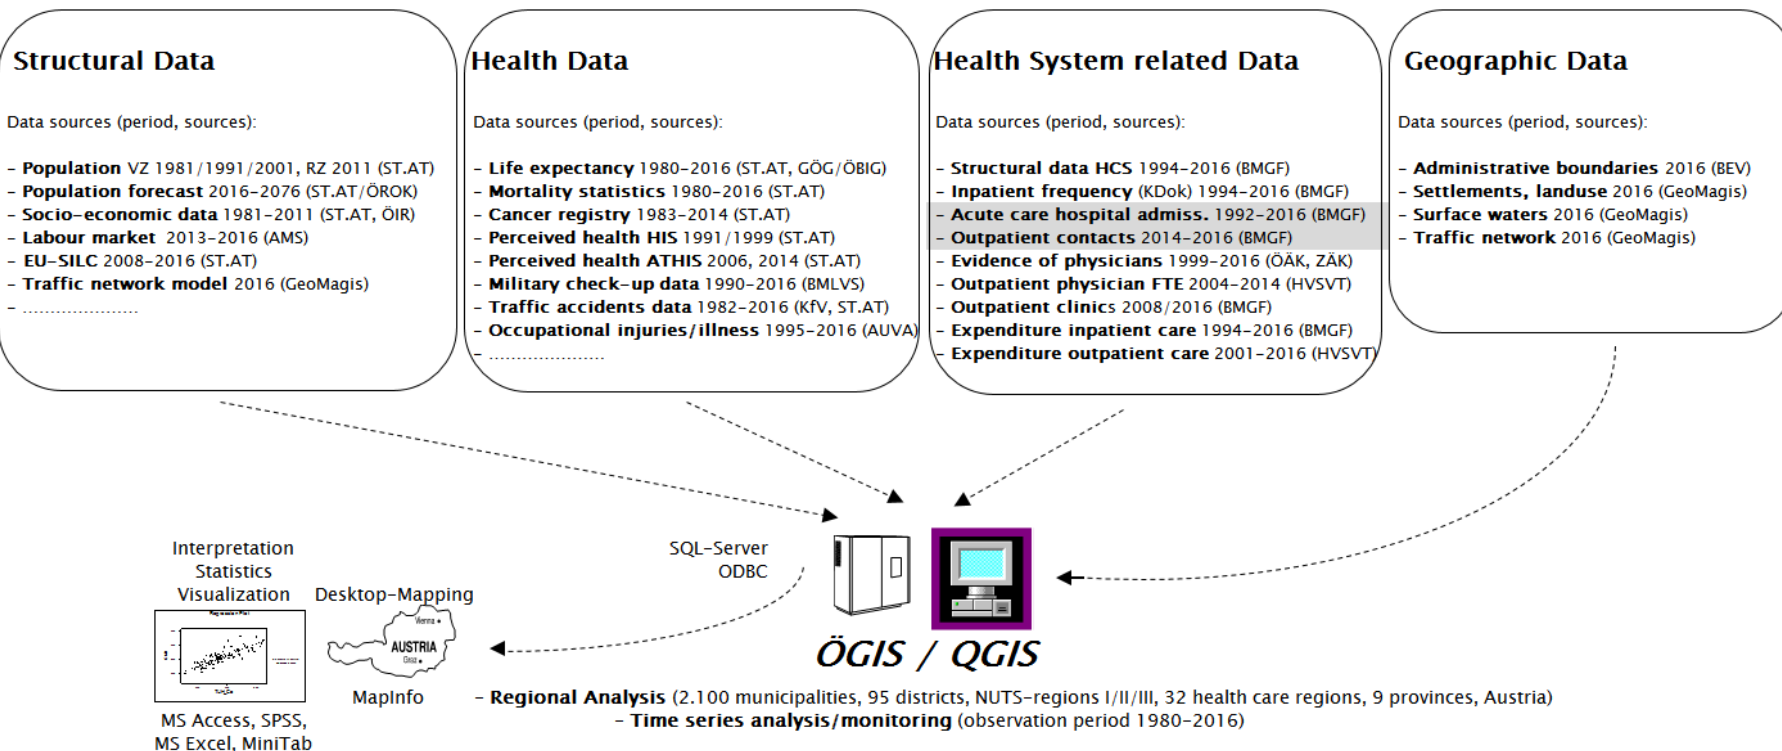 Structural Data
Data sources (period, sources):
- Population VZ 1981/1991/2001, RZ 2011 (ST.AT)
- Population forecast 2016-2076 (ST.AT/ÖROK)
- Socio-economic data 1981-2011 (ST.AT, ÖIR)
- Labour market 2013-2016 (AMS)
- EU-SILC 2008-2016 (ST.AT)
- Traffic network model 2016 (GeoMagis)
- .....................
Health Data
Data sources (period, sources):
- Life expectancy 1980-2016 (ST.AT, GÖG/ÖBIG)
- Mortality statistics 1980-2016 (ST.AT)
- Cancer registry 1983-2014 (ST.AT)
- Perceived health HIS 1991/1999 (ST.AT)
- Perceived health ATHIS 2006, 2014 (ST.AT)
- Military check-up data 1990-2016 (BMLVS)
- Traffic accidents data 1982-2016 (KfV, ST.AT)
- Occupational injuries/illness 1995-2016 (AUVA)
- .....................
Health System related Data
Data sources (period, sources):
- Structural data HCS 1994-2016 (BMGF)
- Inpatient frequency (KDok) 1994-2016 (BMGF)
- Acute care hospital admiss. 1992-2016 (BMGF)
- Outpatient contacts 2014-2016 (BMGF)
- Evidence of physicians 1999-2016 (ÖÄK, ZÄK)
- Outpatient physician FTE 2004-2014 (HVSVT)
- Outpatient clinics 2008/2016 (BMGF)
- Expenditure inpatient care 1994-2016 (BMGF)
- Expenditure outpatient care 2001-2016 (HVSVT)
Geographic Data
Data sources (period, sources):
- Administrative boundaries 2016 (BEV)
- Settlements, landuse 2016 (GeoMagis)
- Surface waters 2016 (GeoMagis)
- Traffic network 2016 (GeoMagis)
Interpretation
Statistics
Visualization
Regression Plot
MS Access, SPSS,
MS Excel, MiniTab
Desktop-Mapping
Vienna
AUSTRIA
Graz
MapInfo
SQL-Server
ODBC
ÖGIS / QGIS
- Regional Analysis (2.100 municipalities, 95 districts, NUTS-regions I/II/III, 32 health care regions, 9 provinces, Austria)
- Time series analysis/monitoring (observation period 1980-2016)